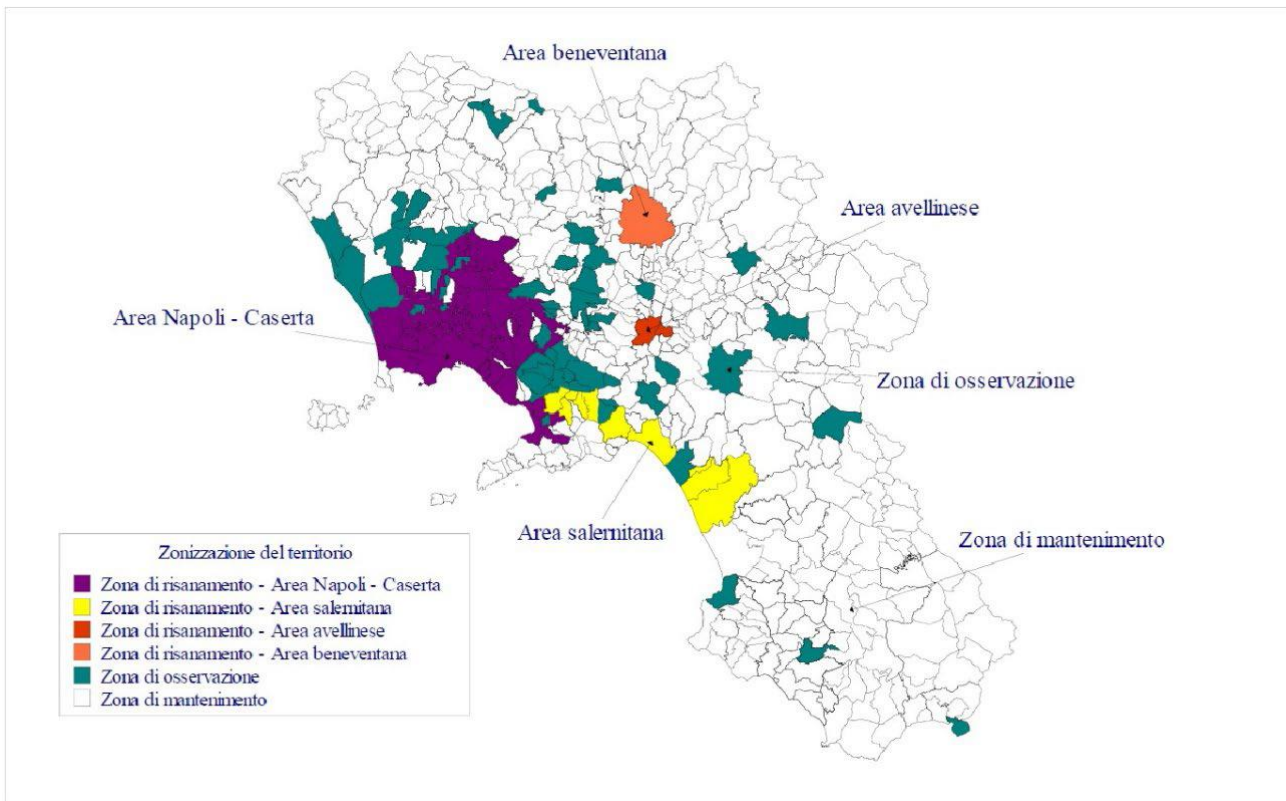 Area beneventana
Area avellinese
Area Napoli - Caserta
Zona di osservazione
Area salernitana
Zona di mantenimento
Zonizzazione del territorio
Zona di risanamento - Area Napoli - Caserta
Zona di risanamento - Area salernitana
Zona di risanamento - Area avellinese
Zona di risanamento - Area beneventana
Zona di osservazione
Zona di mantenimento